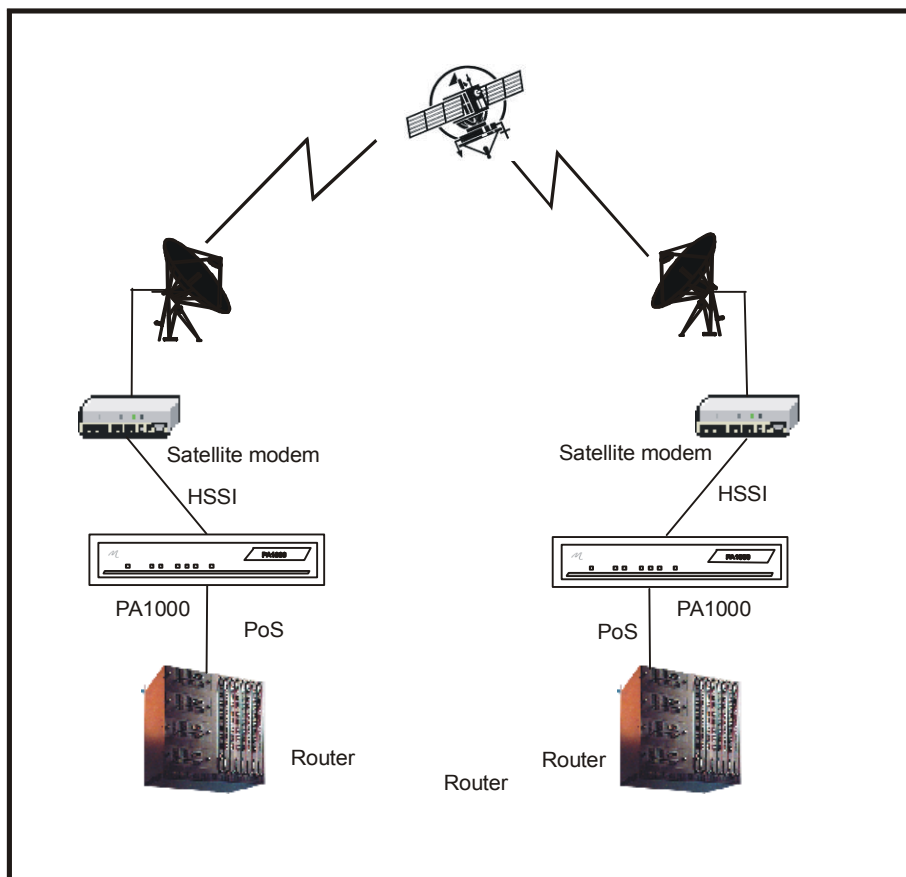 Satellite modem
Satellite modem
HSSI
HSSI
PA1000
PA1000
PoS
PoS
Router
Router
Router